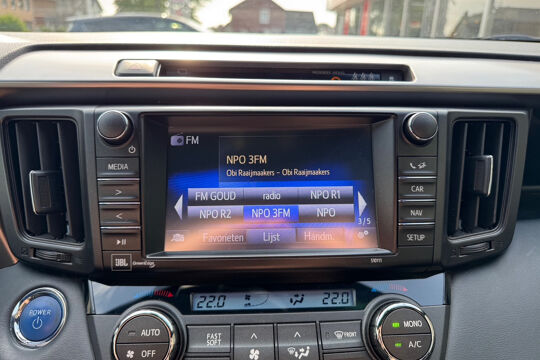 FM
NPO 3FM
Obi Raaijmaakers - Obi Raaijmaakers
FM GOUD radio NPO R1
NPO R2 NPO 3FM NPO
3/5
Favorieten Lijst Handm.
MEDIA
CAR
NAV
SETUP
JBL GreenEdge
510111
POWER
22.0 22.0
AUTO
OFF
FAST SOFT
FRONT
MONO
A/C